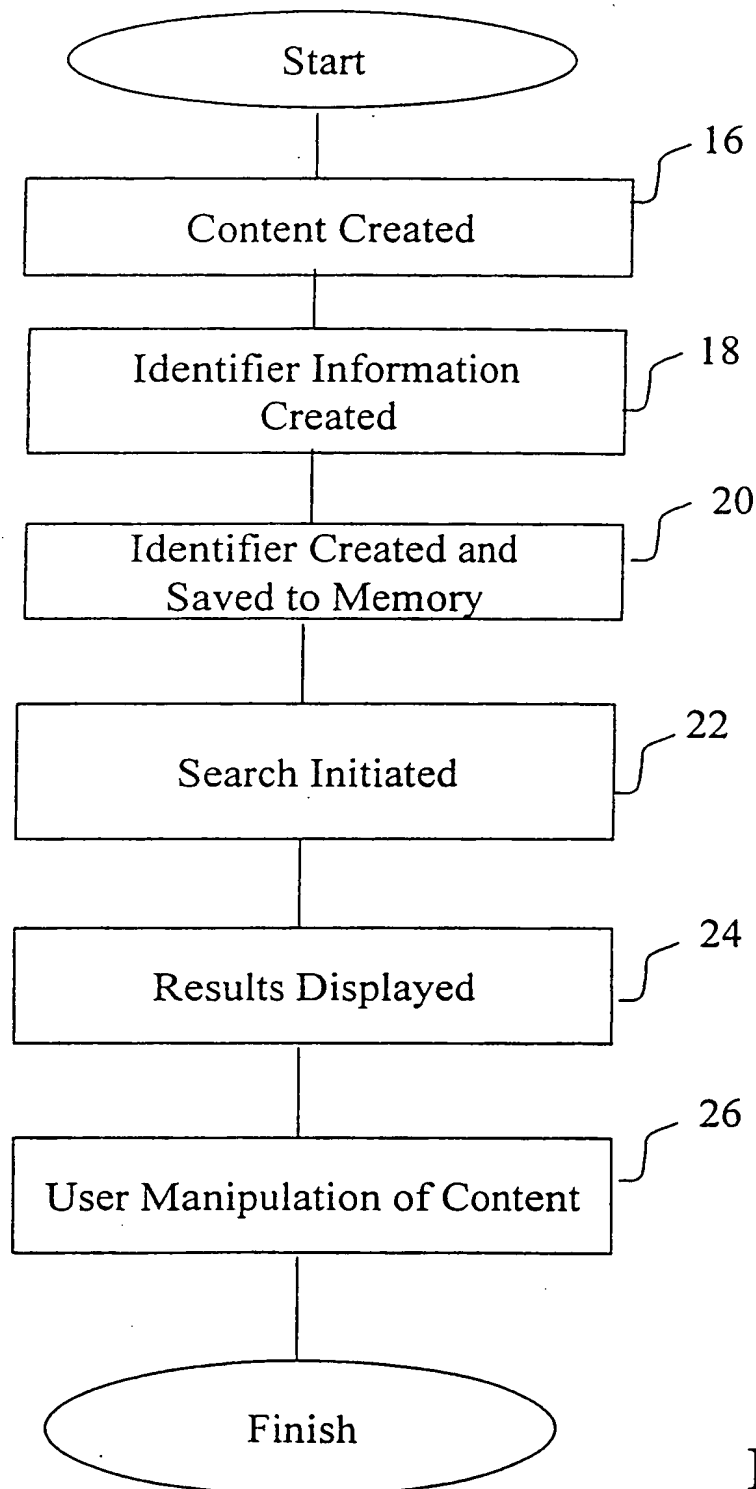 Start
16
Content Created
18
Identifier Information
Created
20
Identifier Created and
Saved to Memory
22
Search Initiated
24
Results Displayed
26
User Manipulation of Content
Finish